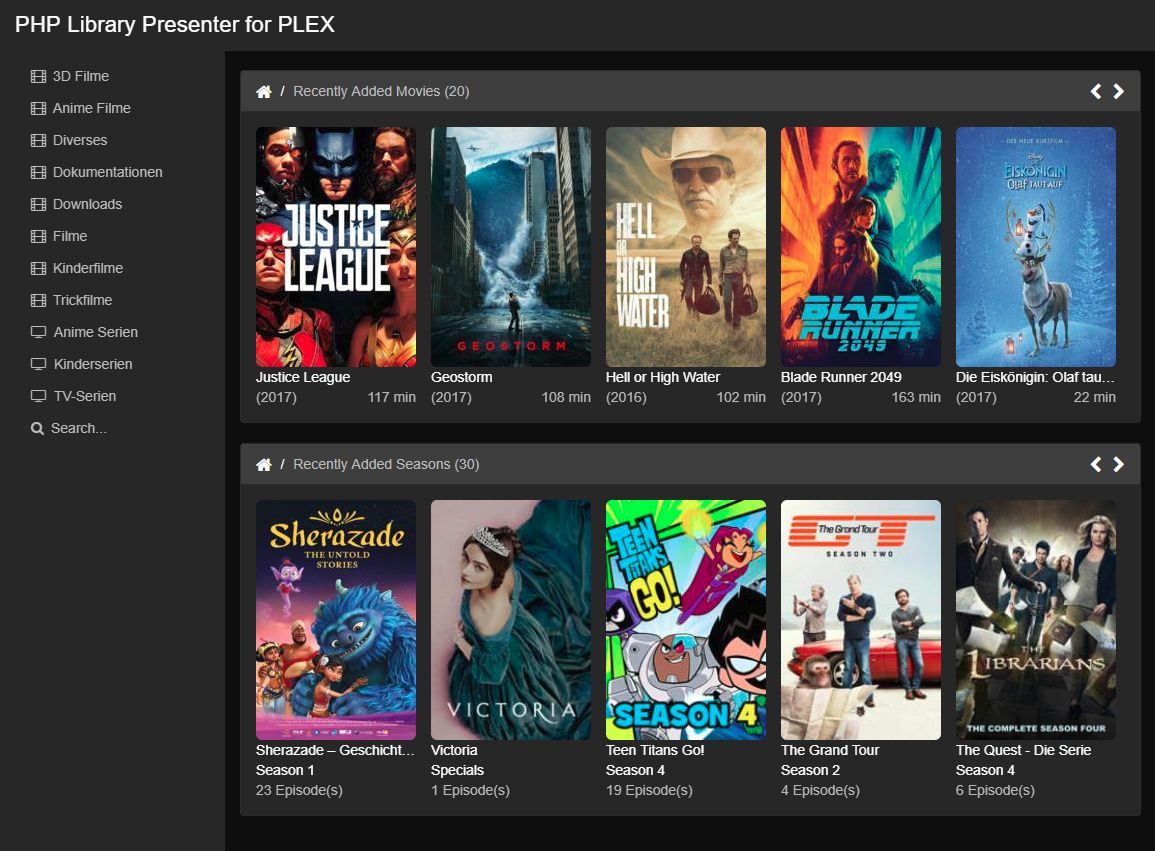 PHP Library Presenter for PLEX
3D Filme
Anime Filme
Diverses
Dokumentationen
Downloads
Filme
Kinderfilme
Trickfilme
Anime Serien
Kinderserien
TV-Serien
Search...
/ Recently Added Movies (20)
JUSTICE
LEAGUE
GEOSTORM
HELL
OR
HIGH
WATER
BLADE
RUNNER
2049
– DER NEUE KURZFILM –
Disney
DIE
EISKÖNIGIN
OLAF TAUT AUF
Justice League
(2017) 117 min
Geostorm
(2017) 108 min
Hell or High Water
(2016) 102 min
Blade Runner 2049
(2017) 163 min
Die Eiskönigin: Olaf tau...
(2017) 22 min
/ Recently Added Seasons (30)
Sherazade
THE UNTOLD
STORIES
VICTORIA
TEEN
TITANS
GO!
SEASON 4
The Grand Tour
GT
SEASON TWO
THE
LIBRARIANS
THE COMPLETE SEASON FOUR
Sherazade – Geschicht...
Season 1
23 Episode(s)
Victoria
Specials
1 Episode(s)
Teen Titans Go!
Season 4
19 Episode(s)
The Grand Tour
Season 2
4 Episode(s)
The Quest - Die Serie
Season 4
6 Episode(s)